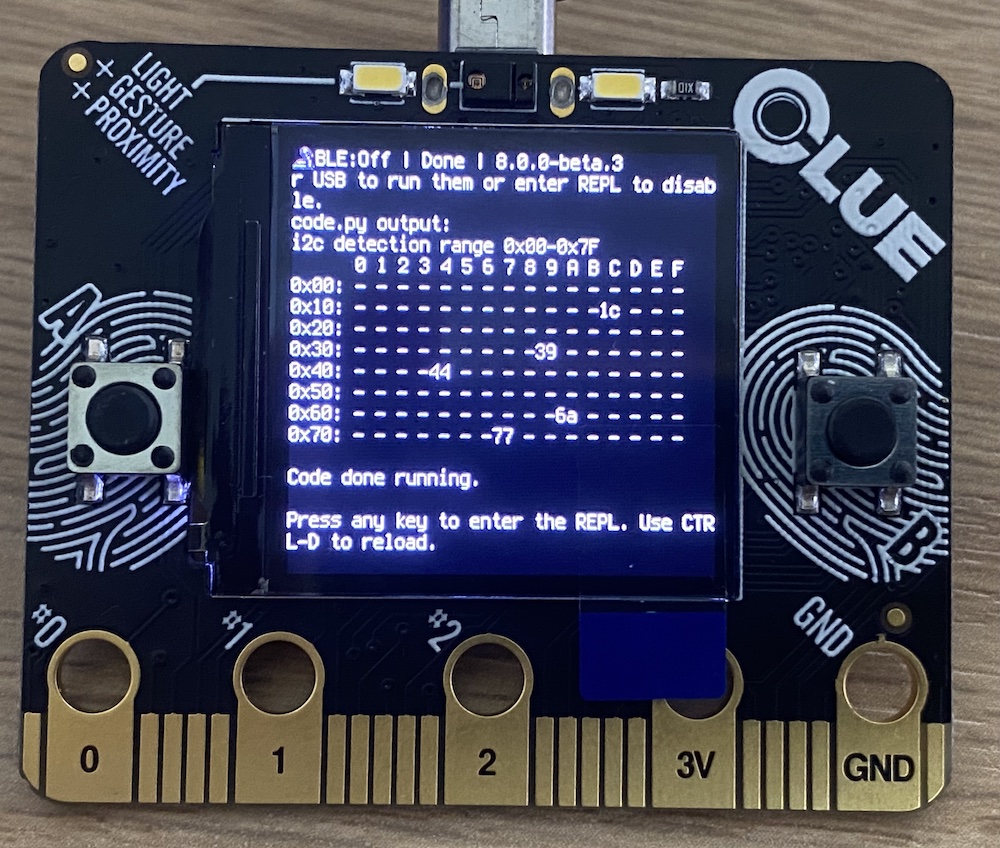 LIGHT
+ GESTURE
+ PROXIMITY
CLUE
BLE:Off | Done | 8.0.0-beta.3
r USB to run them or enter REPL to disab
le.
code.py output:
i2c detection range 0x00-0x7F
0 1 2 3 4 5 6 7 8 9 A B C D E F
0x00: - - - - - - - - - - - - - - - -
0x10: - - - - - - - - - - - -1c - - -
0x20: - - - - - - - - - - - - - - - -
0x30: - - - - - - - - -39 - - - - - -
0x40: - - - -44 - - - - - - - - - - -
0x50: - - - - - - - - - - - - - - - -
0x60: - - - - - - - - - -6a - - - - -
0x70: - - - - - - -77 - - - - - - - -
Code done running.
Press any key to enter the REPL. Use CTR
L-D to reload.
A
B
#0
#1
#2
GND
0
1
2
3V
GND